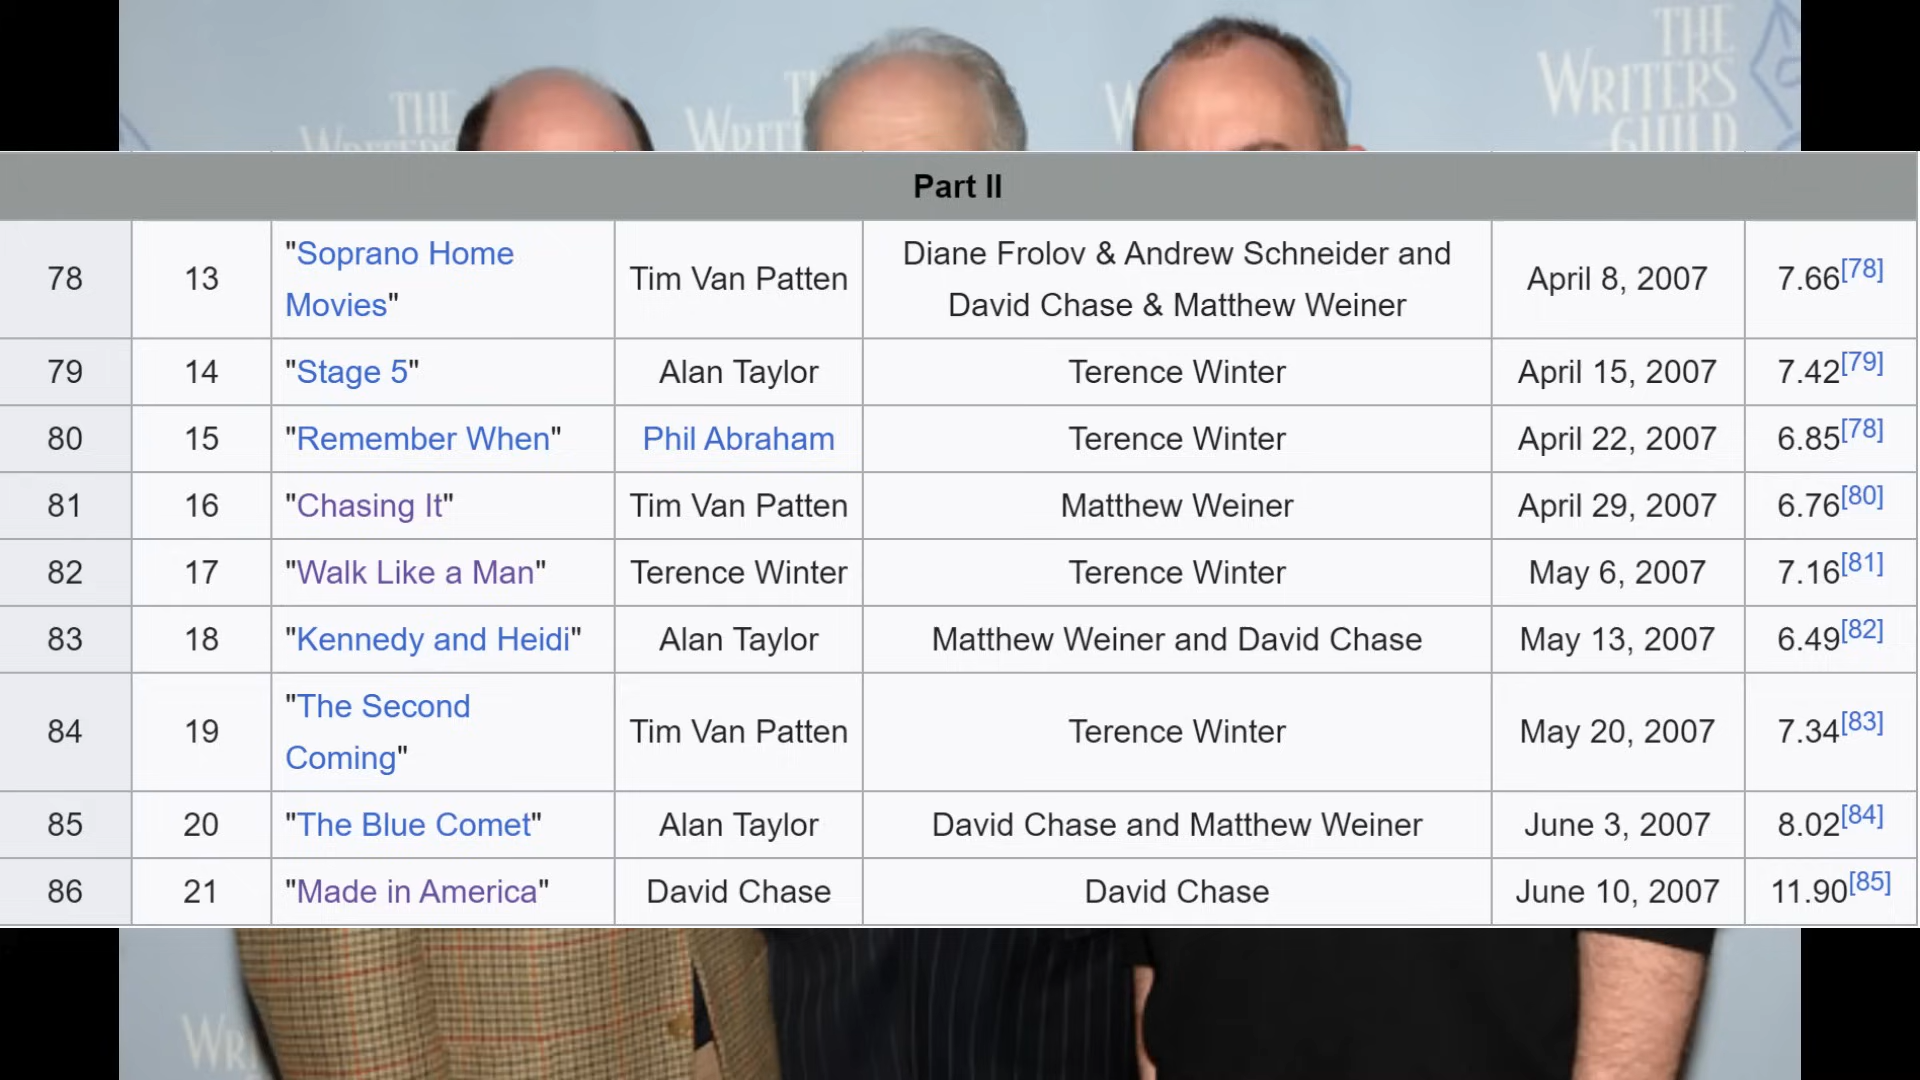 THE
WRITERS
GUILD
THE
Part II
78 13 "Soprano Home Movies" Tim Van Patten Diane Frolov & Andrew Schneider and David Chase & Matthew Weiner April 8, 2007 7.66[78]
79 14 "Stage 5" Alan Taylor Terence Winter April 15, 2007 7.42[79]
80 15 "Remember When" Phil Abraham Terence Winter April 22, 2007 6.85[78]
81 16 "Chasing It" Tim Van Patten Matthew Weiner April 29, 2007 6.76[80]
82 17 "Walk Like a Man" Terence Winter Terence Winter May 6, 2007 7.16[81]
83 18 "Kennedy and Heidi" Alan Taylor Matthew Weiner and David Chase May 13, 2007 6.49[82]
84 19 "The Second Coming" Tim Van Patten Terence Winter May 20, 2007 7.34[83]
85 20 "The Blue Comet" Alan Taylor David Chase and Matthew Weiner June 3, 2007 8.02[84]
86 21 "Made in America" David Chase David Chase June 10, 2007 11.90[85]